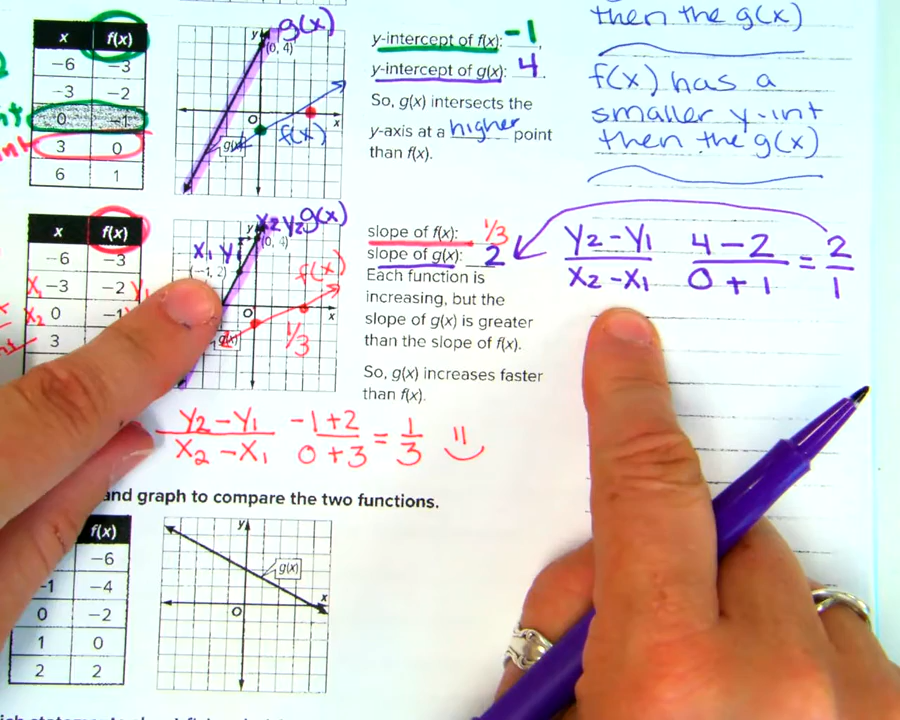 then the g(x)
f(x) has a
smaller y-int
then the g(x)
x f(x)
−6 −3
−3 −2
0 −1
3 0
6 1
g(x)
y
(0, 4)
O
x
g(x)
f(x)
y-intercept of f(x): -1
y-intercept of g(x): 4
So, g(x) intersects the
y-axis at a higher point
than f(x).
x f(x)
−6 −3
X₁ −3 −2 Y₁
X₂ 0 −1
3
X₂ Y₂ g(x)
y
(0, 4)
X₁ Y
(−1, 2)
f(x)
O
x
g(x)
1/3
slope of f(x): 1/3
slope of g(x): 2
Each function is
increasing, but the
slope of g(x) is greater
than the slope of f(x).
So, g(x) increases faster
than f(x).
Y₂ − Y₁ 4 − 2 = 2
X₂ − X₁ 0 + 1 1
Y₂ − Y₁ −1 + 2 = 1
X₂ − X₁ 0 + 3 3
and graph to compare the two functions.
f(x)
−6
−1 −4
0 −2
1 0
2 2
y
g(x)
x
O